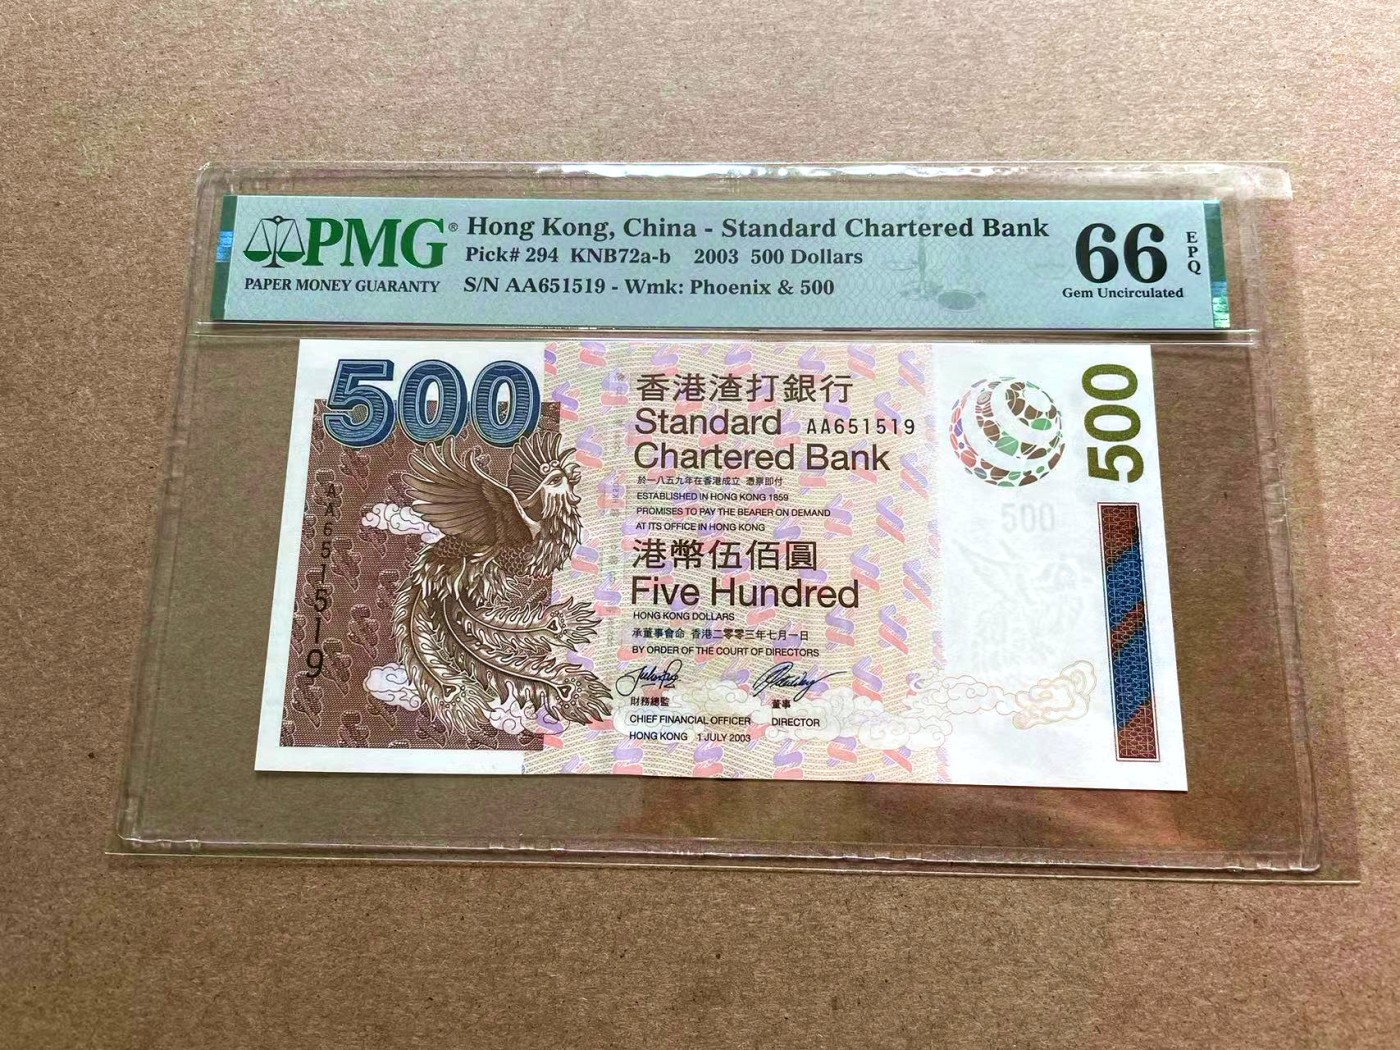 PMG®
PAPER MONEY GUARANTY
Hong Kong, China - Standard Chartered Bank
Pick# 294 KNB72a-b 2003 500 Dollars
S/N AA651519 - Wmk: Phoenix & 500
66
EPQ
Gem Uncirculated
500
AA651519
香港渣打銀行
Standard
AA651519
Chartered Bank
於一八五九年在香港成立 憑票即付
ESTABLISHED IN HONG KONG 1859
PROMISES TO PAY THE BEARER ON DEMAND
AT ITS OFFICE IN HONG KONG
港幣伍佰圓
Five Hundred
HONG KONG DOLLARS
承董事會命 香港二零零三年七月一日
BY ORDER OF THE COURT OF DIRECTORS
財務總監 董事
CHIEF FINANCIAL OFFICER DIRECTOR
HONG KONG 1 JULY 2003
500
500